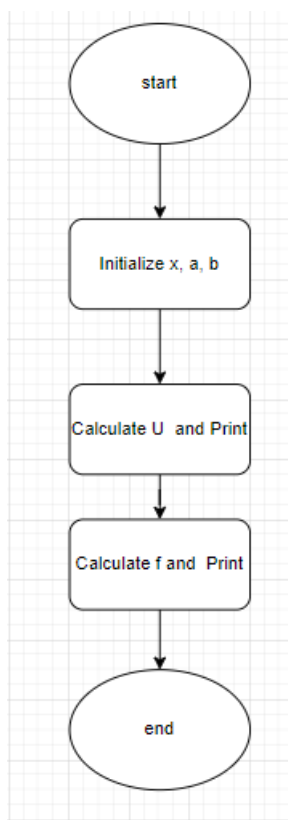 start
Initialize x, a, b
Calculate U and Print
Calculate f and Print
end